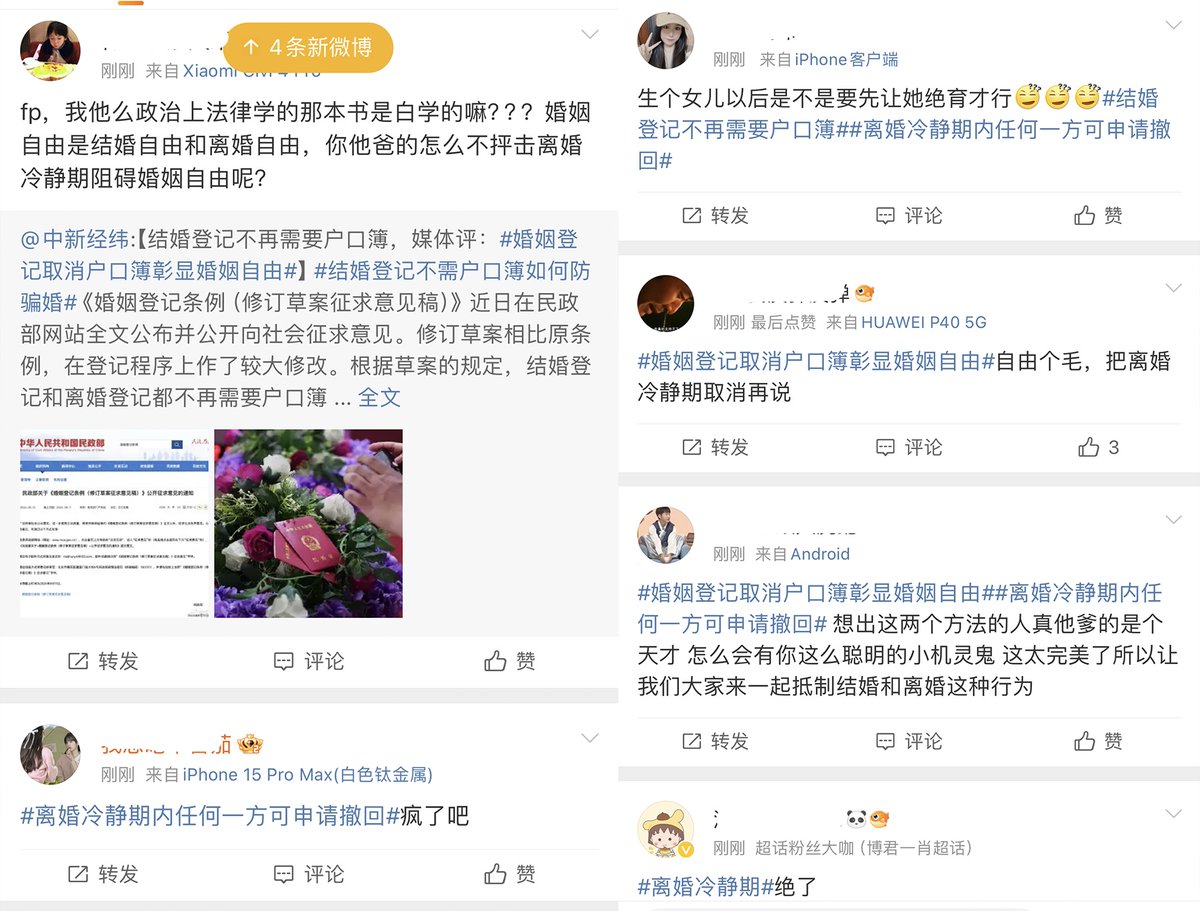 ↑ 4条新微博
刚刚 来自Xiaomi
fp，我他么政治上法律学的那本书是白学的嘛？？？婚姻
自由是结婚自由和离婚自由，你他爸的怎么不抨击离婚
冷静期阻碍婚姻自由呢？
@中新经纬:【结婚登记不再需要户口簿，媒体评：#婚姻登
记取消户口簿彰显婚姻自由#】#结婚登记不需户口簿如何防
骗婚#《婚姻登记条例（修订草案征求意见稿）》近日在民政
部网站全文公布并公开向社会征求意见。修订草案相比原条
例，在登记程序上作了较大修改。根据草案的规定，结婚登
记和离婚登记都不再需要户口簿 ... 全文
中华人民共和国民政部
民政部关于《婚姻登记条例（修订草案征求意见稿）》公开征求意见的通知
转发 评论 赞
刚刚 来自iPhone 15 Pro Max(白色钛金属)
#离婚冷静期内任何一方可申请撤回#疯了吧
转发 评论 赞
刚刚 来自iPhone客户端
生个女儿以后是不是要先让她绝育才行#结婚
登记不再需要户口簿##离婚冷静期内任何一方可申请撤
回#
转发 评论 赞
刚刚 最后点赞 来自HUAWEI P40 5G
#婚姻登记取消户口簿彰显婚姻自由#自由个毛，把离婚
冷静期取消再说
转发 评论 3
刚刚 来自Android
#婚姻登记取消户口簿彰显婚姻自由##离婚冷静期内任
何一方可申请撤回# 想出这两个方法的人真他爹的是个
天才 怎么会有你这么聪明的小机灵鬼 这太完美了所以让
我们大家来一起抵制结婚和离婚这种行为
转发 评论 赞
刚刚 超话粉丝大咖（博君一肖超话）
#离婚冷静期#绝了